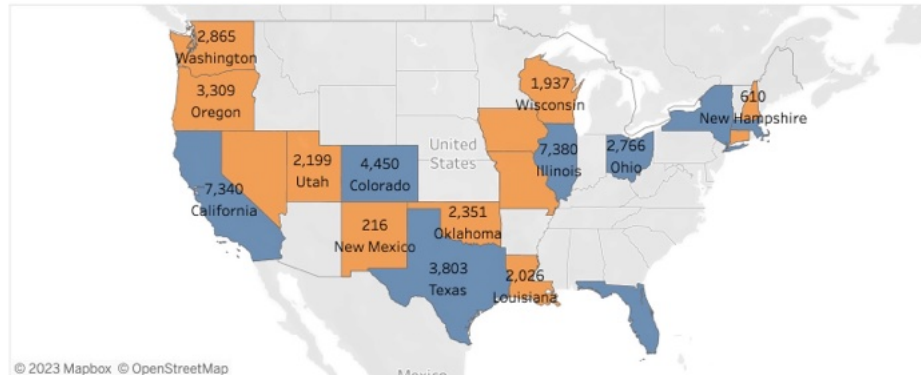 2,865
Washington
3,309
Oregon
7,340
California
2,199
Utah
4,450
Colorado
216
New Mexico
2,351
Oklahoma
3,803
Texas
2,026
Louisiana
United
States
1,937
Wisconsin
7,380
Illinois
2,766
Ohio
610
New Hampshire
Mexico
© 2023 Mapbox © OpenStreetMap